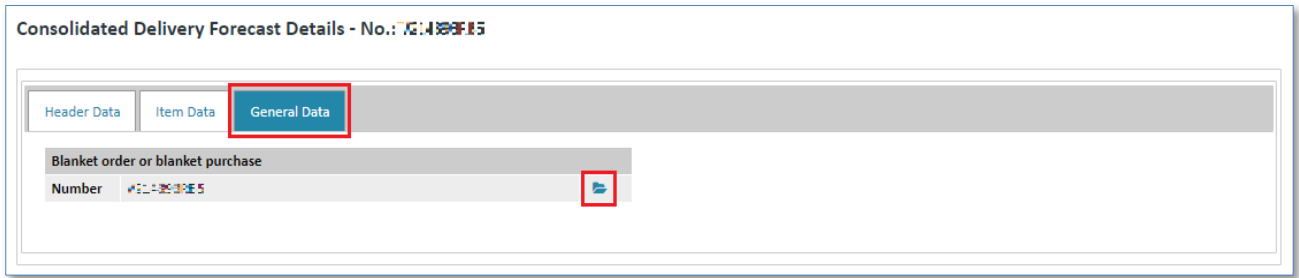 Consolidated Delivery Forecast Details - No.:
Header Data
Item Data
General Data
Blanket order or blanket purchase
Number